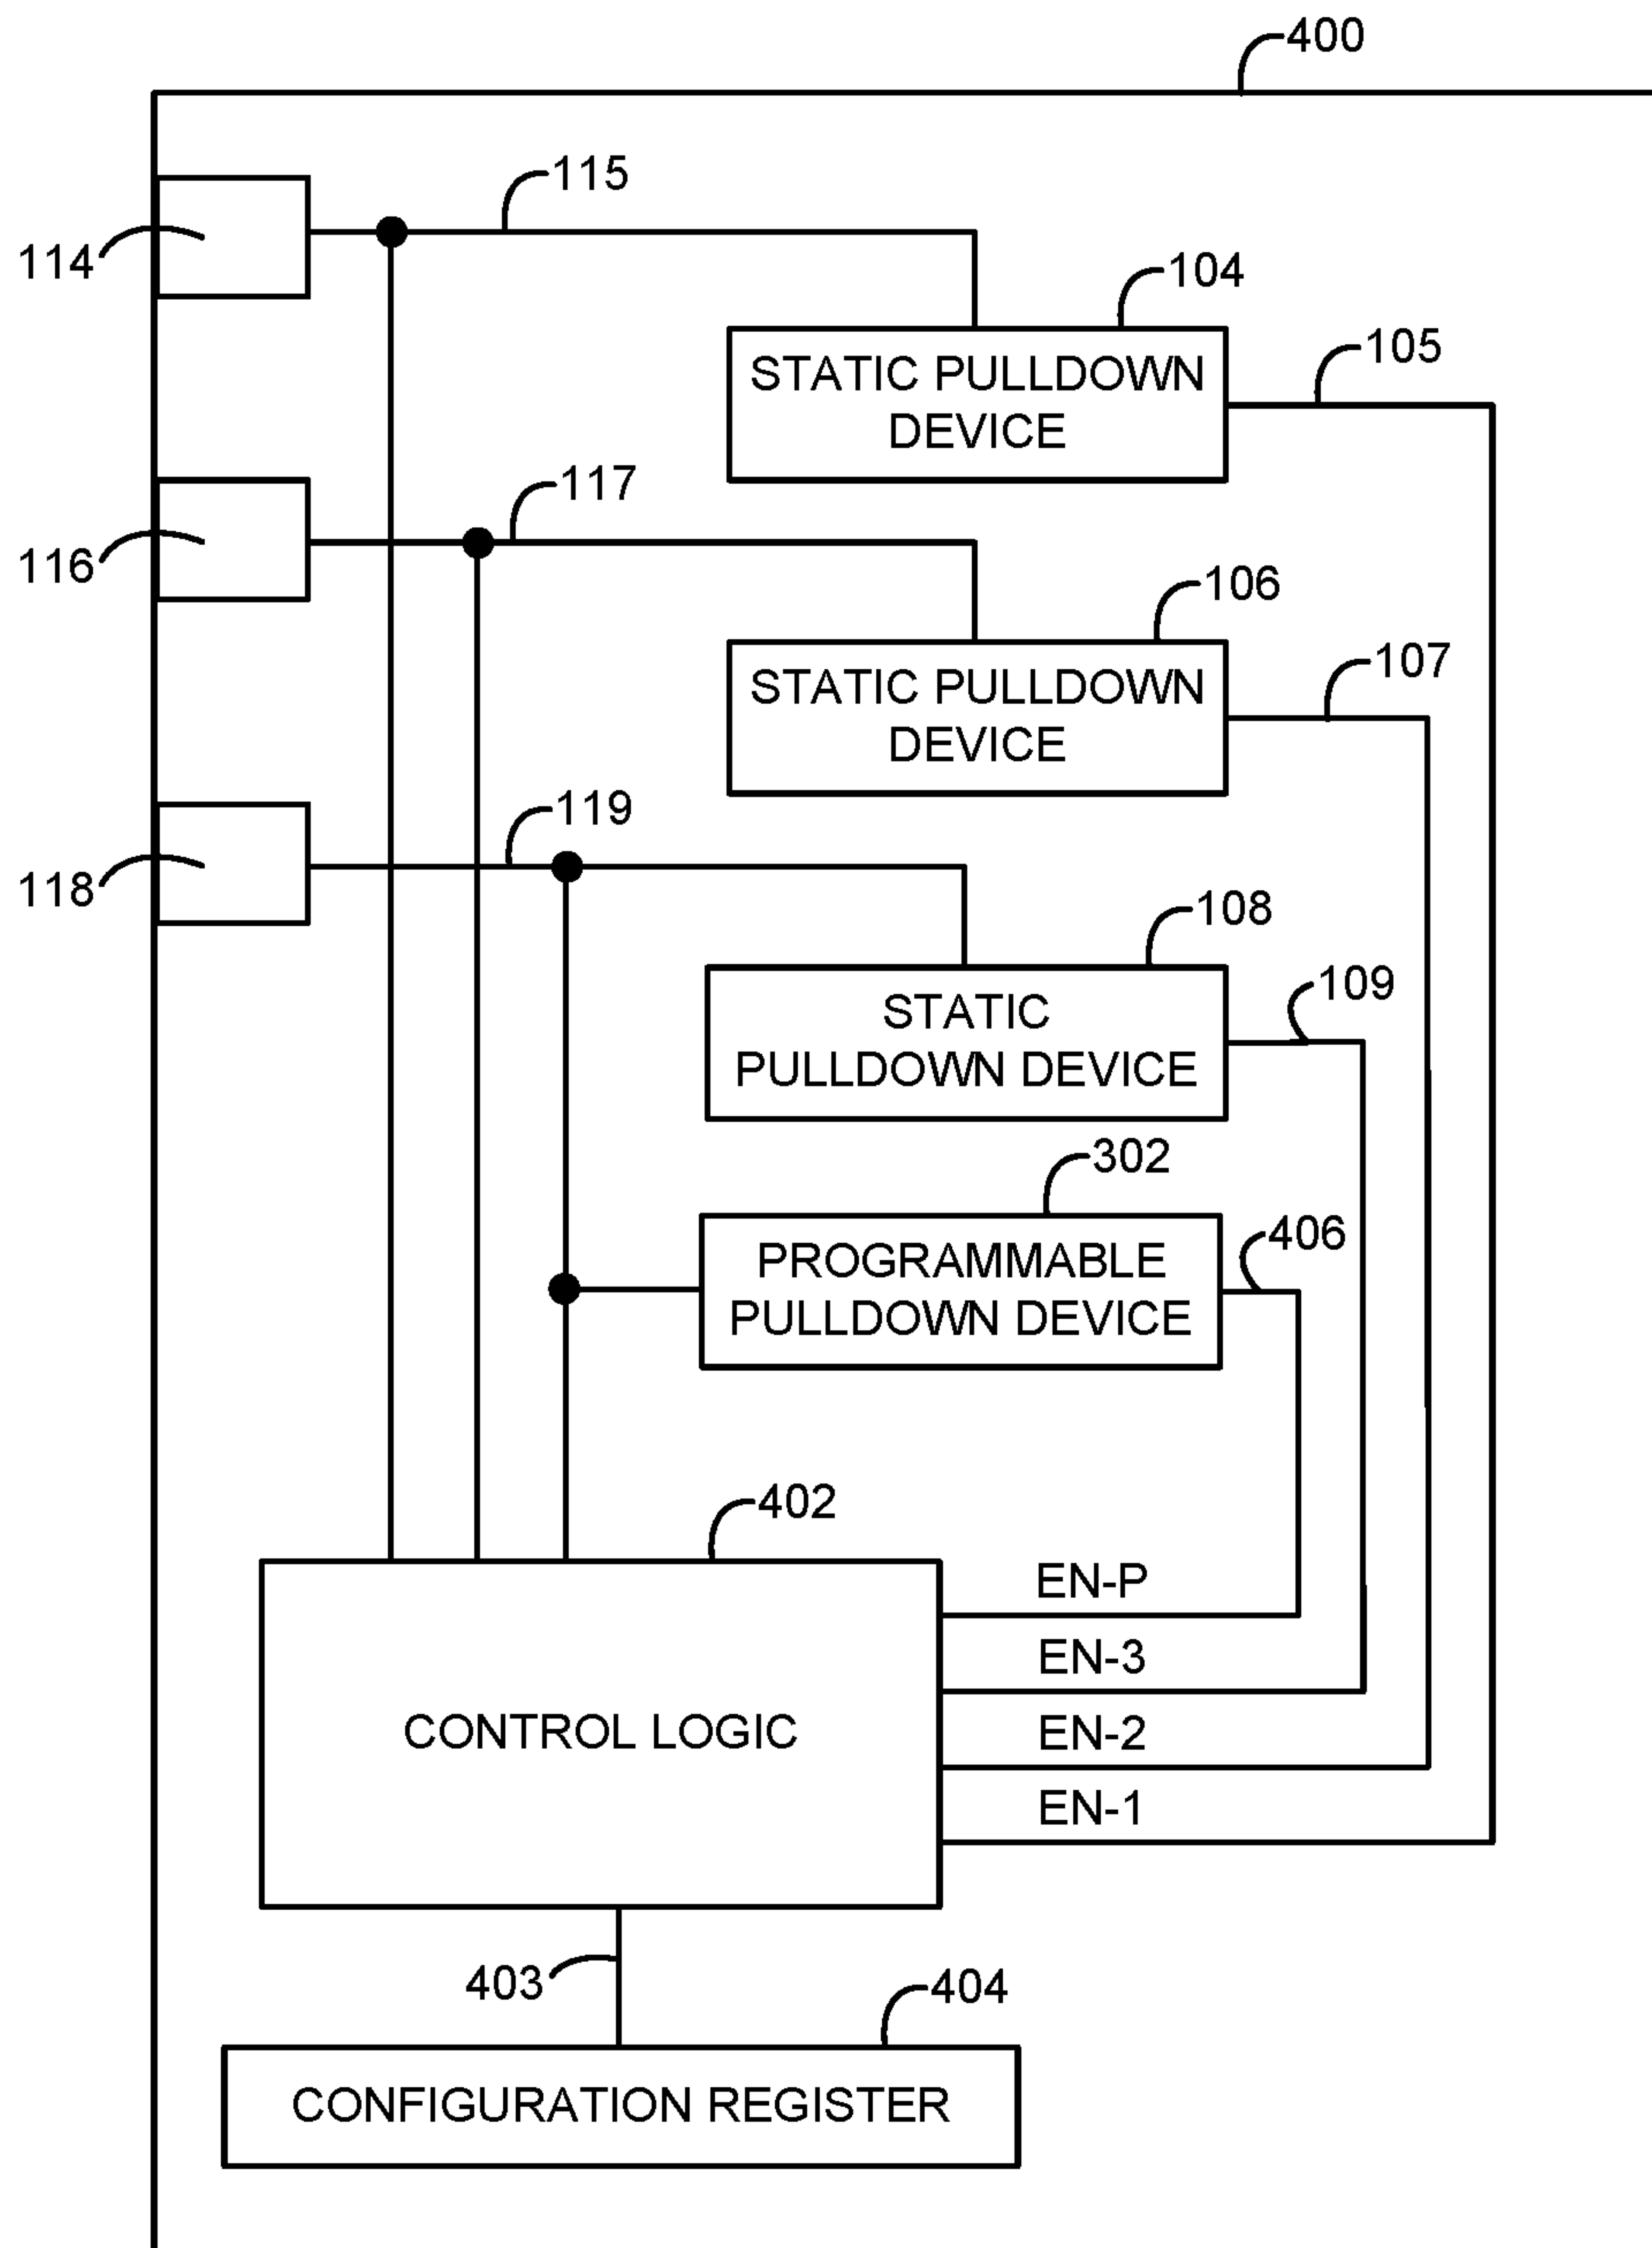 400
115
114
104
STATIC PULLDOWN
DEVICE
105
117
116
106
STATIC PULLDOWN
DEVICE
107
119
118
108
STATIC
PULLDOWN DEVICE
109
302
PROGRAMMABLE
PULLDOWN DEVICE
406
402
CONTROL LOGIC
EN-P
EN-3
EN-2
EN-1
403
404
CONFIGURATION REGISTER